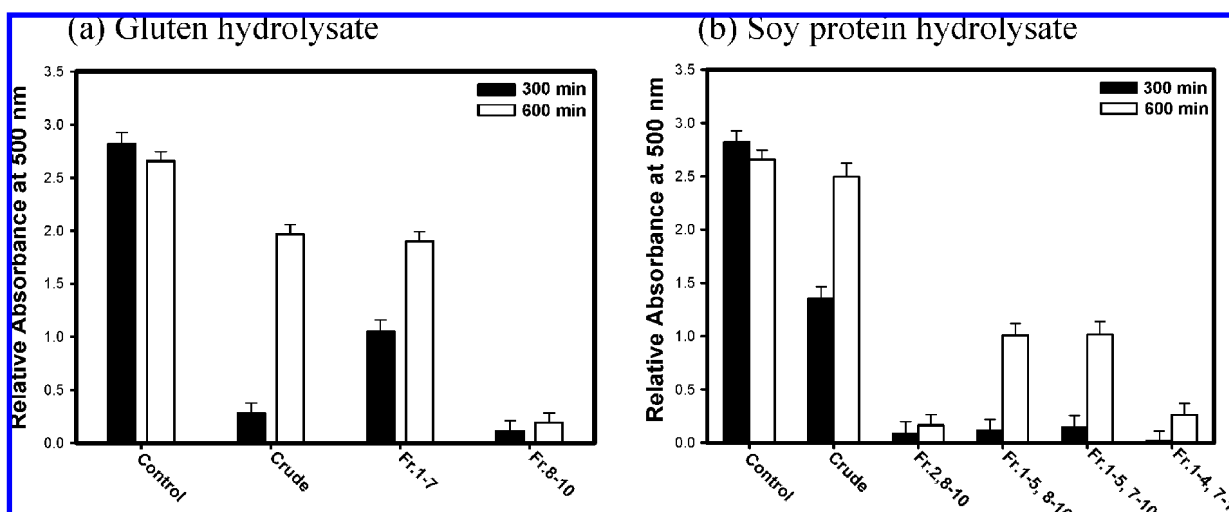 (a) Gluten hydrolysate
Relative Absorbance at 500 nm
3.5
3.0
2.5
2.0
1.5
1.0
0.5
0.0
300 min
600 min
Control
Crude
Fr.1-7
Fr.8-10
(b) Soy protein hydrolysate
Relative Absorbance at 500 nm
3.5
3.0
2.5
2.0
1.5
1.0
0.5
0.0
300 min
600 min
Control
Crude
Fr.2,8-10
Fr.1-5, 8-10
Fr.1-5, 7-10
Fr.1-4,